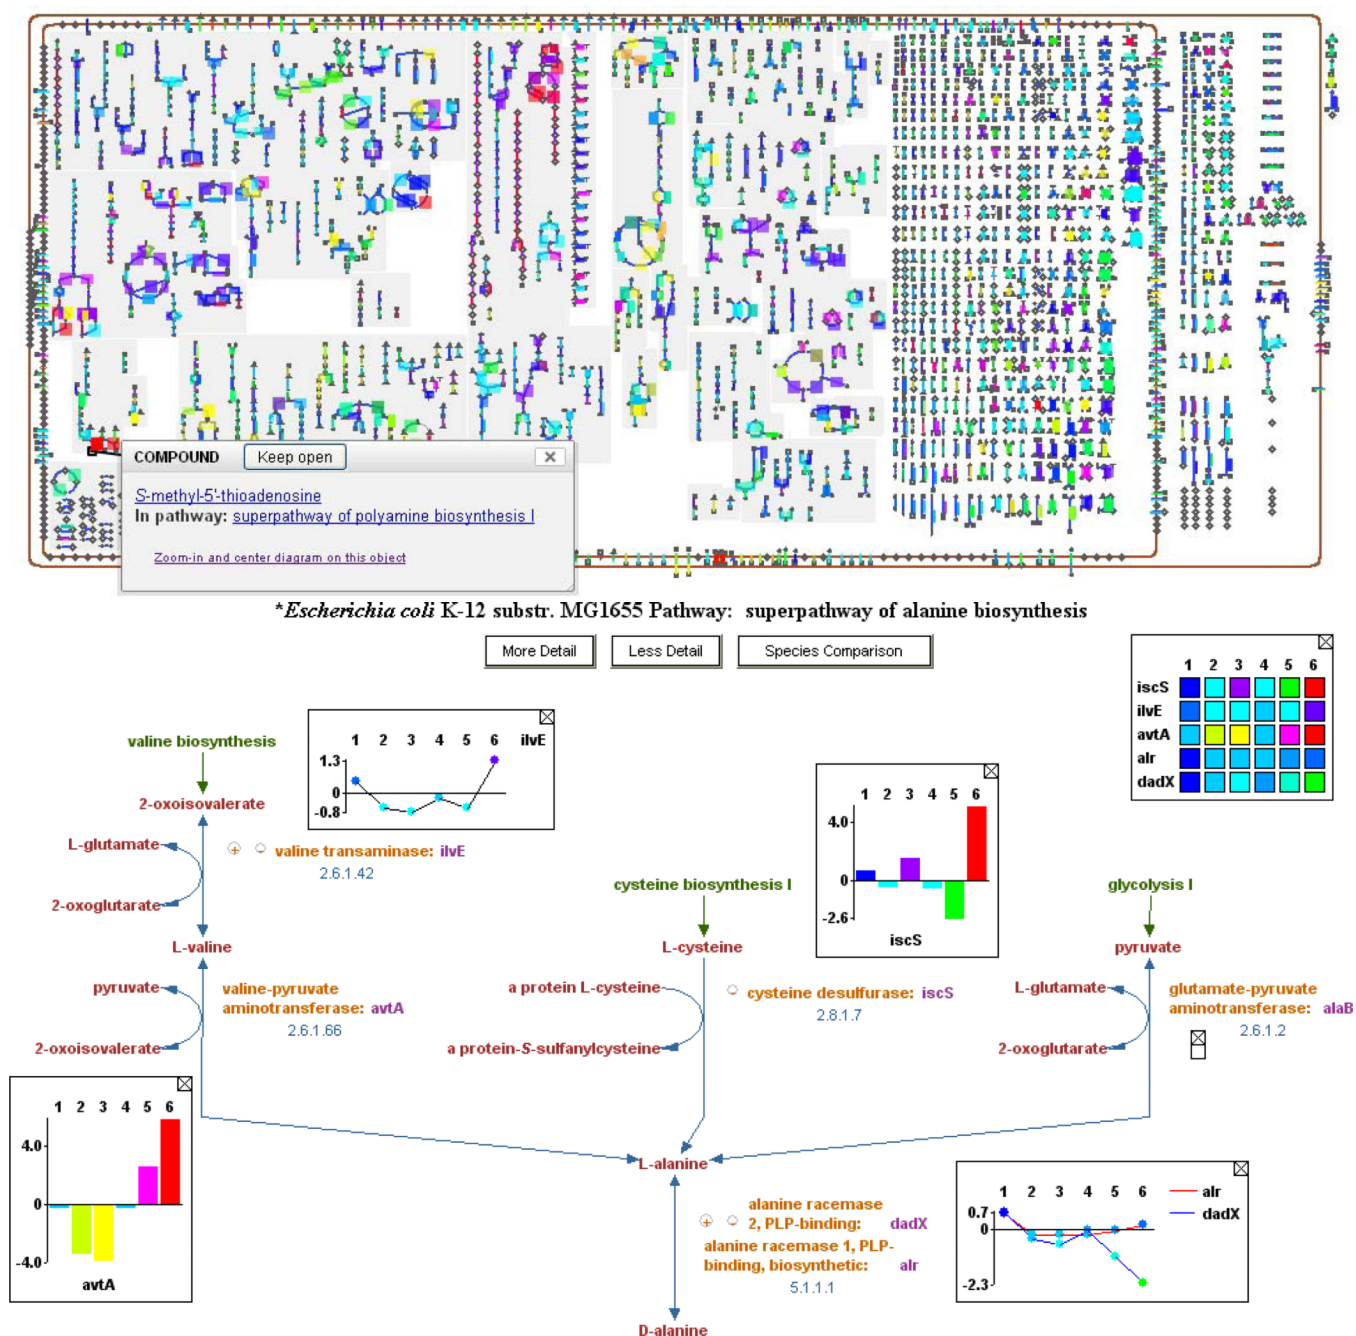 COMPOUND
Keep open
S-methyl-5'-thioadenosine
In pathway: superpathway of polyamine biosynthesis I
Zoom-in and center diagram on this object
*Escherichia coli K-12 substr. MG1655 Pathway: superpathway of alanine biosynthesis
More Detail
Less Detail
Species Comparison
1 2 3 4 5 6
iscS
ilvE
avtA
alr
dadX
valine biosynthesis
2-oxoisovalerate
1 2 3 4 5 6 ilvE
1.3
0
-0.8
L-glutamate
valine transaminase: ilvE
2.6.1.42
2-oxoglutarate
L-valine
1 2 3 4 5 6
4.0
0
-2.6
iscS
cysteine biosynthesis I
L-cysteine
glycolysis I
pyruvate
pyruvate
valine-pyruvate
aminotransferase: avtA
2.6.1.66
2-oxoisovalerate
a protein L-cysteine
cysteine desulfurase: iscS
2.8.1.7
a protein-S-sulfanylcysteine
L-glutamate
glutamate-pyruvate
aminotransferase: alaB
2.6.1.2
2-oxoglutarate
1 2 3 4 5 6
4.0
0
-4.0
avtA
L-alanine
alanine racemase
2, PLP-binding: dadX
alanine racemase 1, PLP-
binding, biosynthetic: alr
5.1.1.1
1 2 3 4 5 6
alr
dadX
0.7
0
-2.3
D-alanine